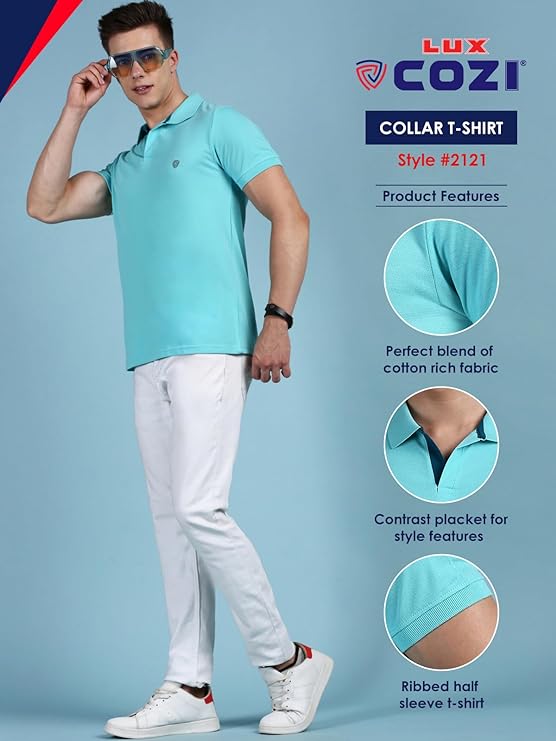 LUX
COZI®
COLLAR T-SHIRT
Style #2121
Product Features
Perfect blend of
cotton rich fabric
Contrast placket for
style features
Ribbed half
sleeve t-shirt